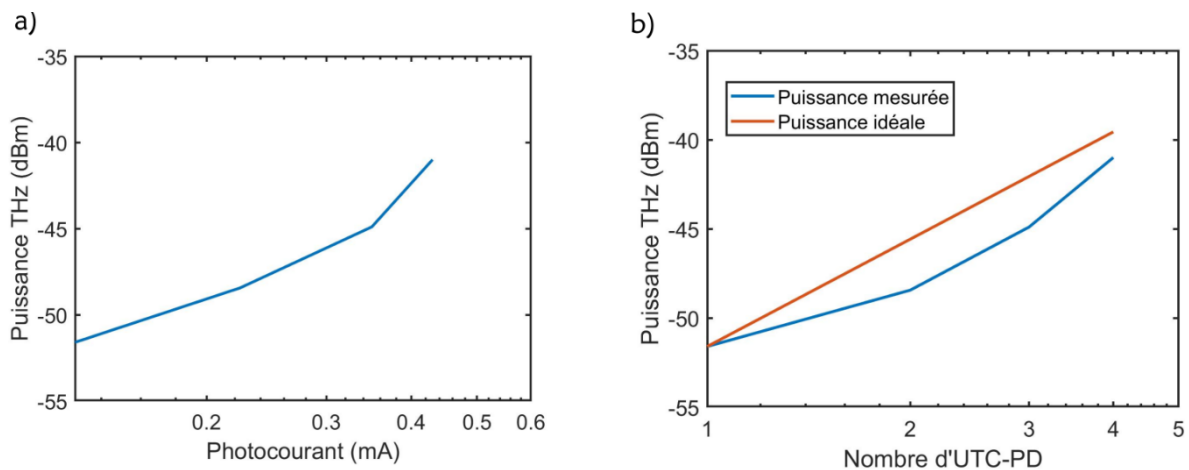 a)
-35
-40
-45
-50
-55
Puissance THz (dBm)
0.2
0.3
0.4
0.5
0.6
Photocourant (mA)
b)
-35
-40
-45
-50
-55
Puissance THz (dBm)
Puissance mesurée
Puissance idéale
1
2
3
4
5
Nombre d'UTC-PD